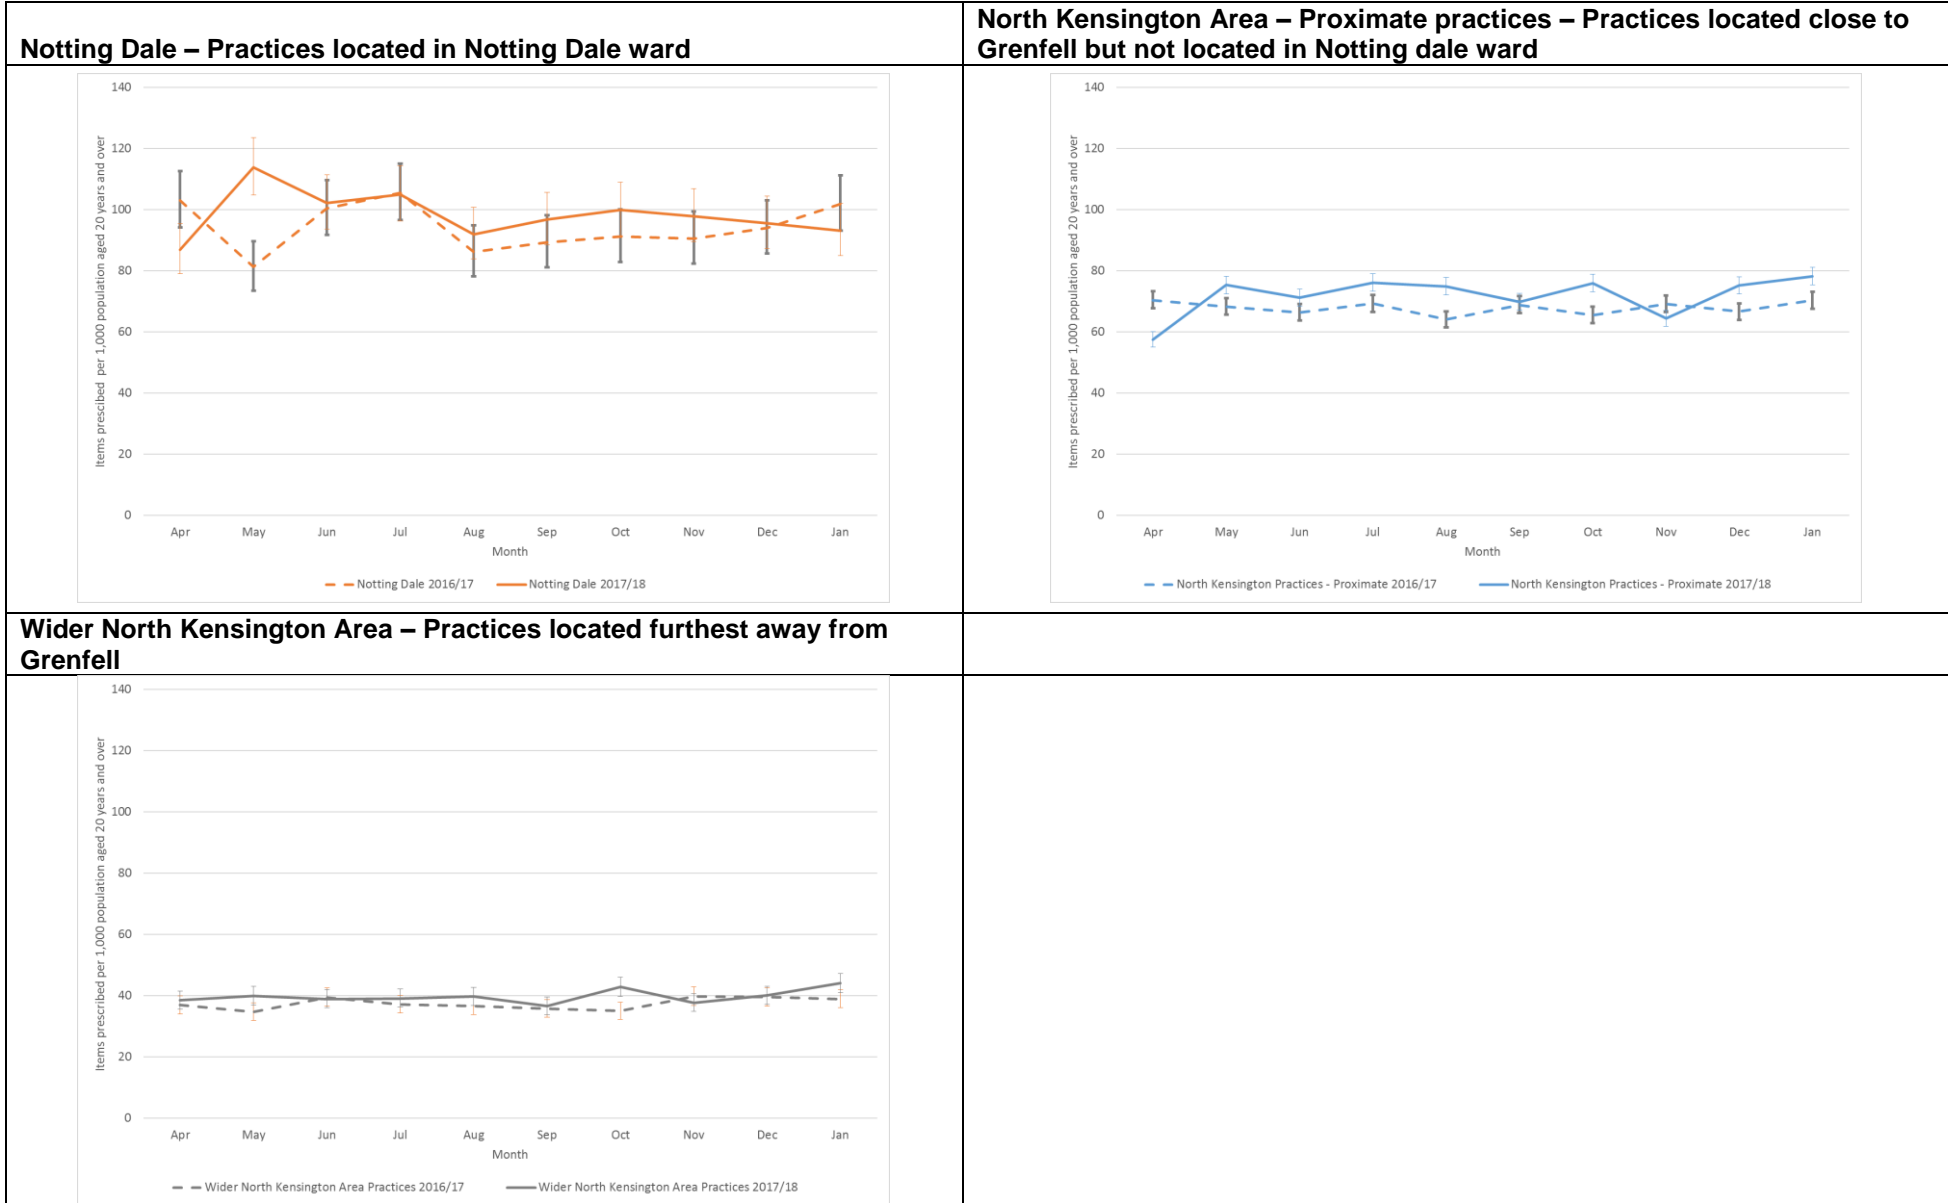 Notting Dale – Practices located in Notting Dale ward
North Kensington Area – Proximate practices – Practices located close to
Grenfell but not located in Notting dale ward
140
120
100
80
60
40
20
0
Items prescibed per 1,000 population aged 20 years and over
Apr May Jun Jul Aug Sep Oct Nov Dec Jan
Month
Notting Dale 2016/17 Notting Dale 2017/18
140
120
100
80
60
40
20
0
Items prescribed per 1,000 population aged 20 years and over
Apr May Jun Jul Aug Sep Oct Nov Dec Jan
Month
North Kensington Practices - Proximate 2016/17 North Kensington Practices - Proximate 2017/18
Wider North Kensington Area – Practices located furthest away from
Grenfell
140
120
100
80
60
40
20
0
Items prescribed per 1,000 population aged 20 years and over
Apr May Jun Jul Aug Sep Oct Nov Dec Jan
Month
Wider North Kensington Area Practices 2016/17 Wider North Kensington Area Practices 2017/18